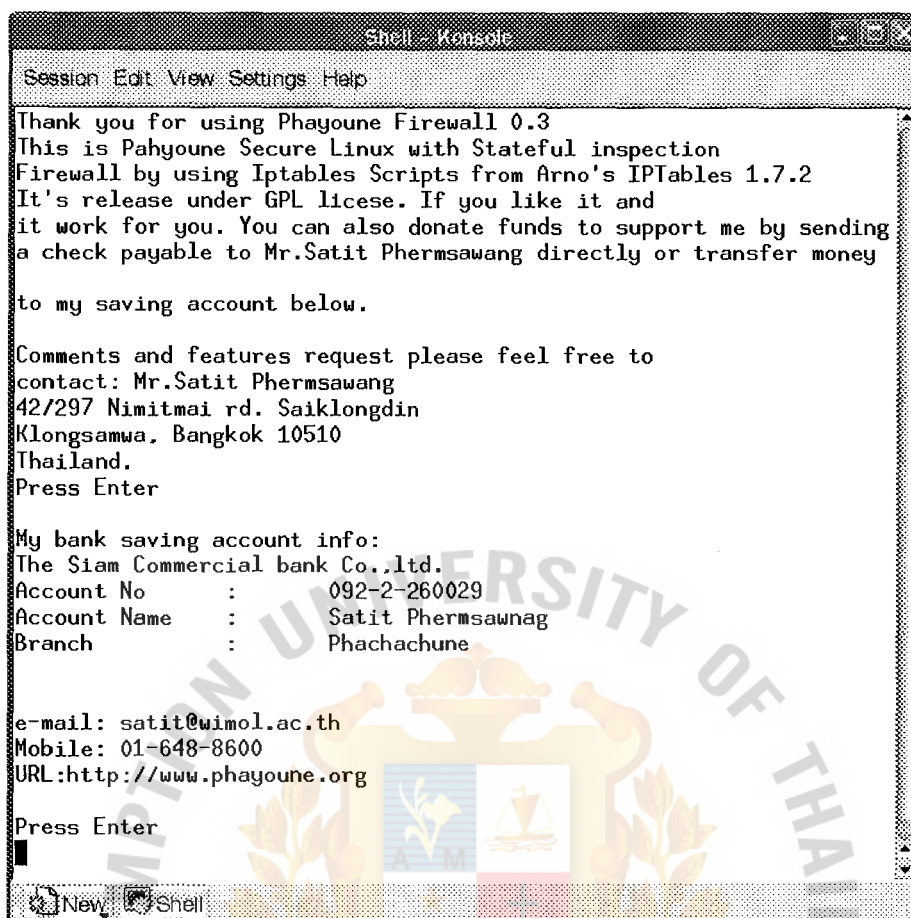 Shell - Konsole
Session Edit View Settings Help
Thank you for using Phayoune Firewall 0.3
This is Pahyoune Secure Linux with Stateful inspection
Firewall by using Iptables Scripts from Arno's IPTables 1.7.2
It's release under GPL licese. If you like it and
it work for you. You can also donate funds to support me by sending
a check payable to Mr.Satit Phermsawang directly or transfer money
to my saving account below.
Comments and features request please feel free to
contact: Mr.Satit Phermsawang
42/297 Nimitmai rd. Saiklongdin
Klongsamwa, Bangkok 10510
Thailand.
Press Enter
My bank saving account info:
The Siam Commercial bank Co.,ltd.
Account No : 092-2-260029
Account Name : Satit Phermsawnag
Branch : Phachachune
e-mail: satit@wimol.ac.th
Mobile: 01-648-8600
URL:http://www.phayoune.org
Press Enter
New Shell
UNIVERSITY OF
A M